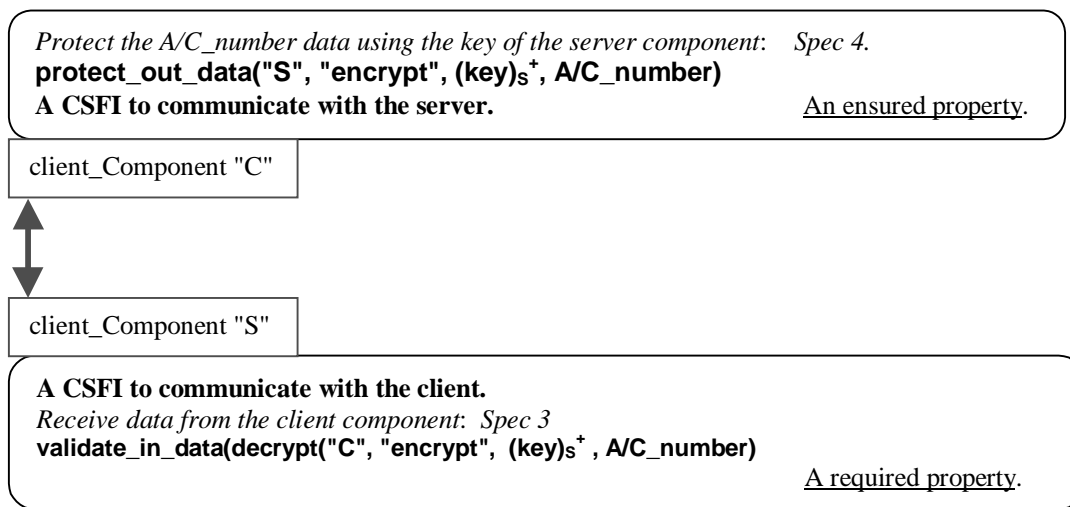 Protect the A/C_number data using the key of the server component: Spec 4.
protect_out_data("S", "encrypt", (key)s+, A/C_number)
A CSFI to communicate with the server. An ensured property.
client_Component "C"
client_Component "S"
A CSFI to communicate with the client.
Receive data from the client component: Spec 3
validate_in_data(decrypt("C", "encrypt", (key)s+ , A/C_number)
A required property.